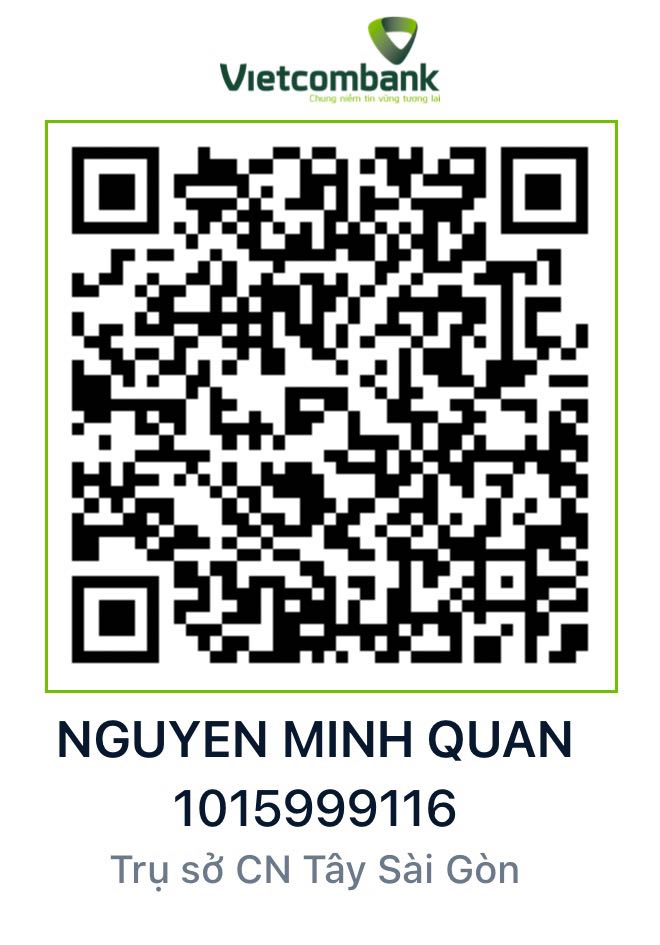 Vietcombank
Chung niềm tin vững tương lai
NGUYEN MINH QUAN
1015999116
Trụ sở CN Tây Sài Gòn